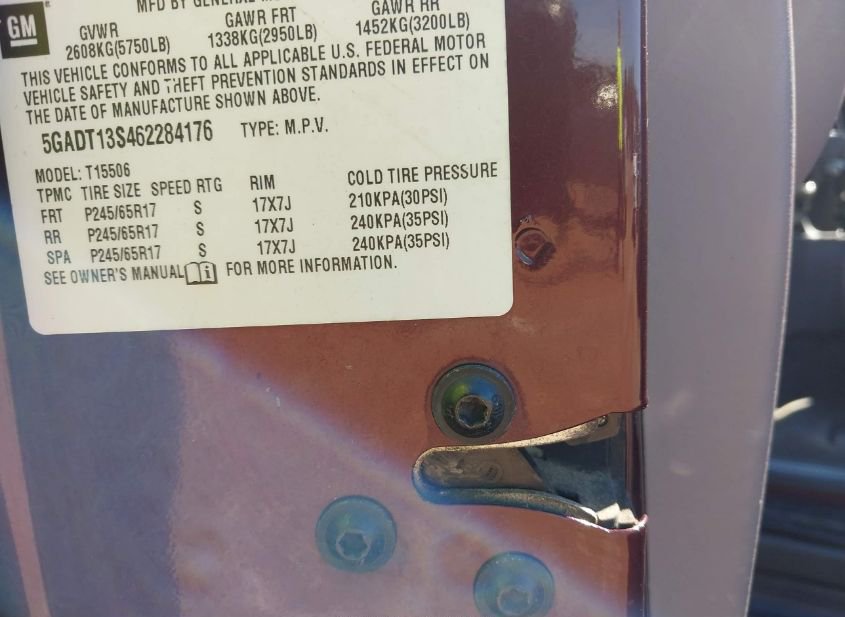 MFD BY GENERAL
GM
GVWR GAWR FRT GAWR RR
2608KG(5750LB) 1338KG(2950LB) 1452KG(3200LB)
THIS VEHICLE CONFORMS TO ALL APPLICABLE U.S. FEDERAL MOTOR
VEHICLE SAFETY AND THEFT PREVENTION STANDARDS IN EFFECT ON
THE DATE OF MANUFACTURE SHOWN ABOVE.
5GADT13S462284176 TYPE: M.P.V.
MODEL: T15506
TPMC TIRE SIZE SPEED RTG RIM COLD TIRE PRESSURE
FRT P245/65R17 S 17X7J 210KPA(30PSI)
RR P245/65R17 S 17X7J 240KPA(35PSI)
SPA P245/65R17 S 17X7J 240KPA(35PSI)
SEE OWNER'S MANUAL FOR MORE INFORMATION.